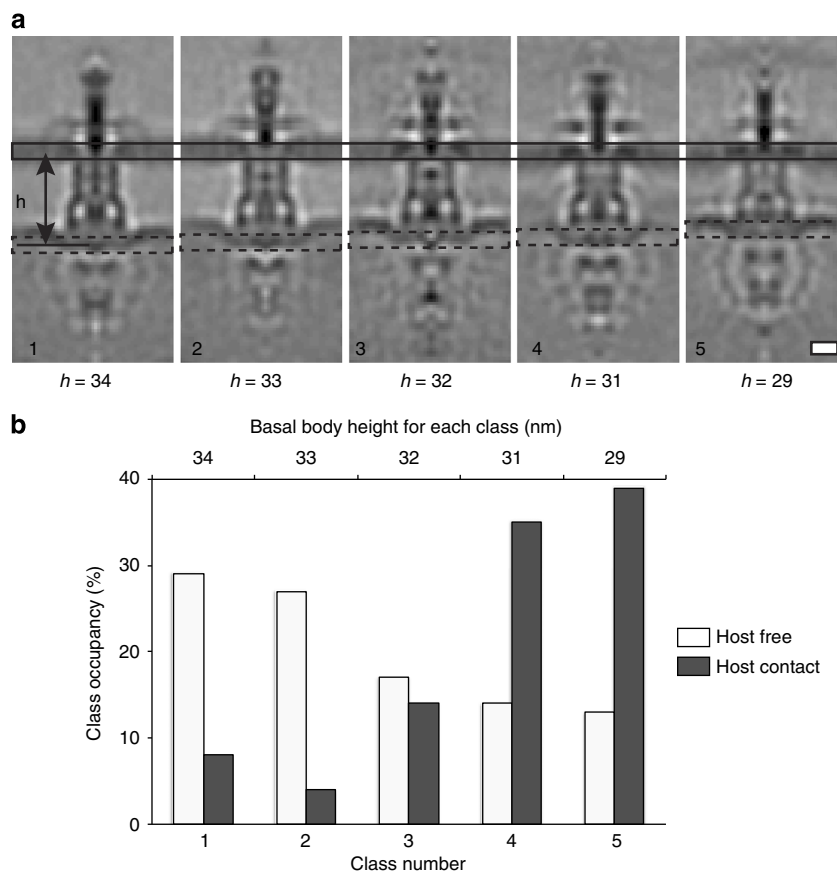 a
h
1
2
3
4
5
h = 34
h = 33
h = 32
h = 31
h = 29
b
Basal body height for each class (nm)
34 33 32 31 29
40
30
20
10
0
Class occupancy (%)
1 2 3 4 5
Class number
Host free
Host contact